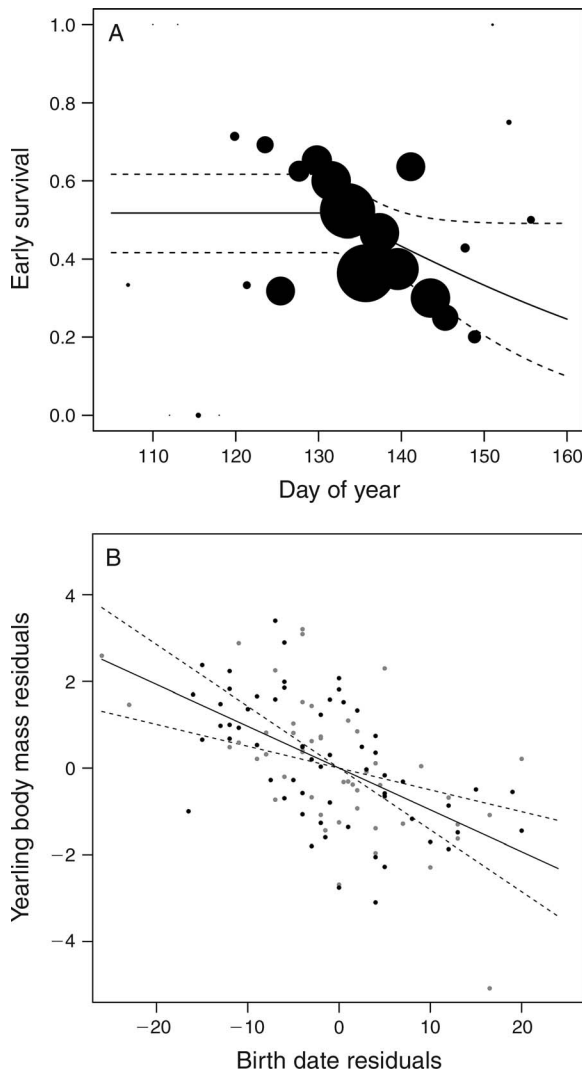 A
Early survival
1.0
0.8
0.6
0.4
0.2
0.0
110 120 130 140 150 160
Day of year
B
Yearling body mass residuals
4
2
0
−2
−4
−20 −10 0 10 20
Birth date residuals